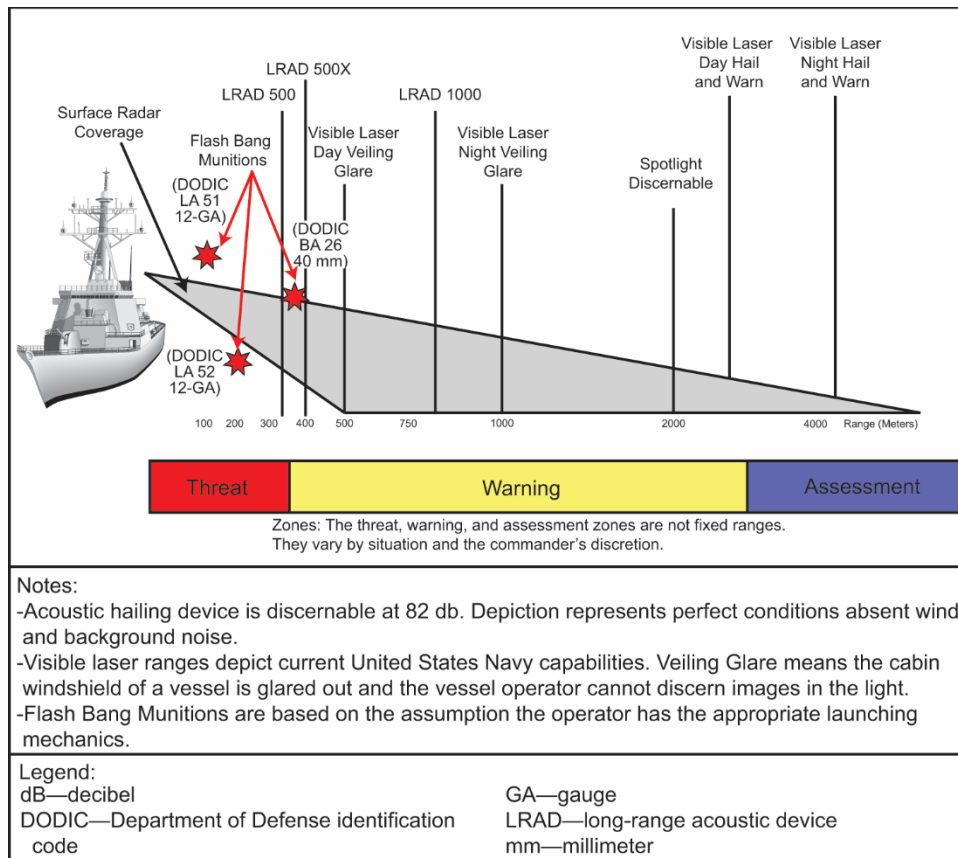 Visible Laser
Day Hail
and Warn
Visible Laser
Night Hail
and Warn
LRAD 500X
LRAD 500
LRAD 1000
Surface Radar
Coverage
Flash Bang
Munitions
Visible Laser
Day Veiling
Glare
Visible Laser
Night Veiling
Glare
Spotlight
Discernable
(DODIC
LA 51
12-GA)
(DODIC
BA 26
40 mm)
(DODIC
LA 52
12-GA)
100 200 300 400 500 750 1000 2000 4000 Range (Meters)
Threat Warning Assessment
Zones: The threat, warning, and assessment zones are not fixed ranges.
They vary by situation and the commander's discretion.
Notes:
-Acoustic hailing device is discernable at 82 db. Depiction represents perfect conditions absent wind
and background noise.
-Visible laser ranges depict current United States Navy capabilities. Veiling Glare means the cabin
windshield of a vessel is glared out and the vessel operator cannot discern images in the light.
-Flash Bang Munitions are based on the assumption the operator has the appropriate launching
mechanics.
Legend:
dB—decibel
DODIC—Department of Defense identification
code
GA—gauge
LRAD—long-range acoustic device
mm—millimeter